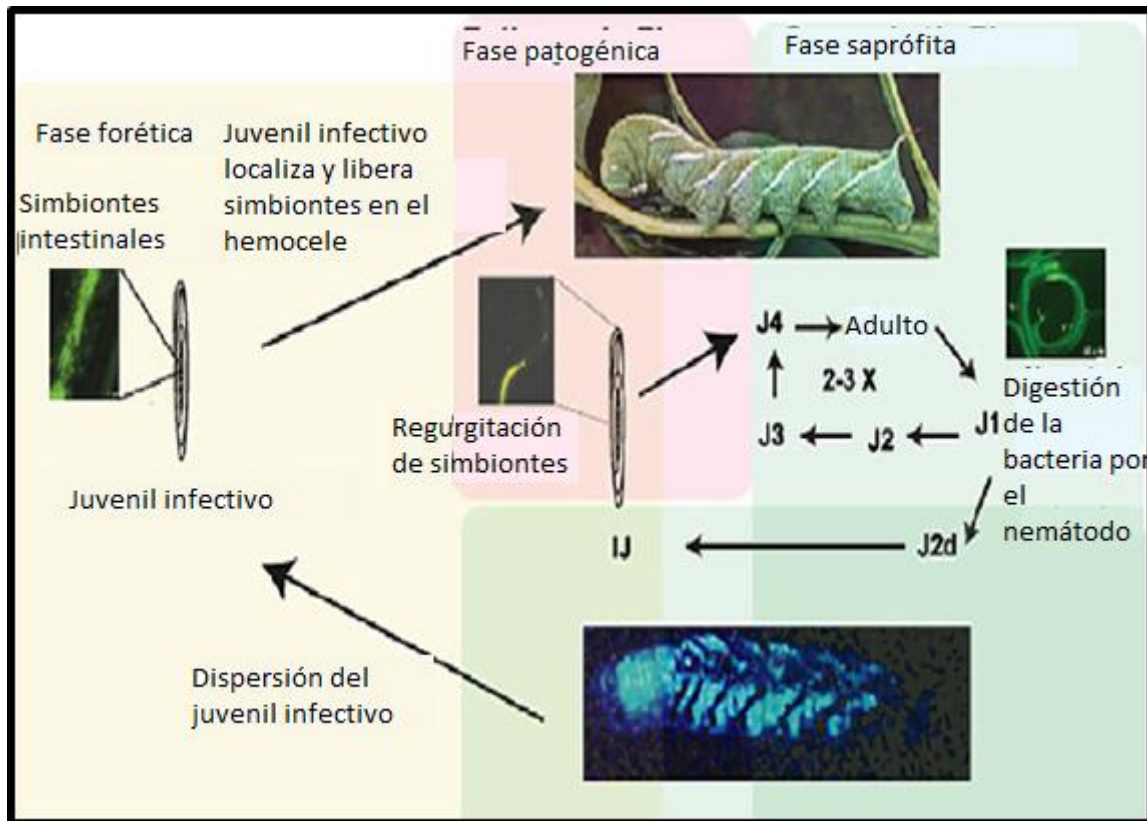 Fase patogénica
Fase saprófita
Fase forética
Juvenil infectivo
localiza y libera
simbiontes en el
hemocele
Simbiontes
intestinales
J4
Adulto
2-3 X
J3
J2
J1
Digestión
de la
bacteria por
el
nemátodo
Regurgitación
de simbiontes
Juvenil infectivo
IJ
J2d
Dispersión del
juvenil infectivo